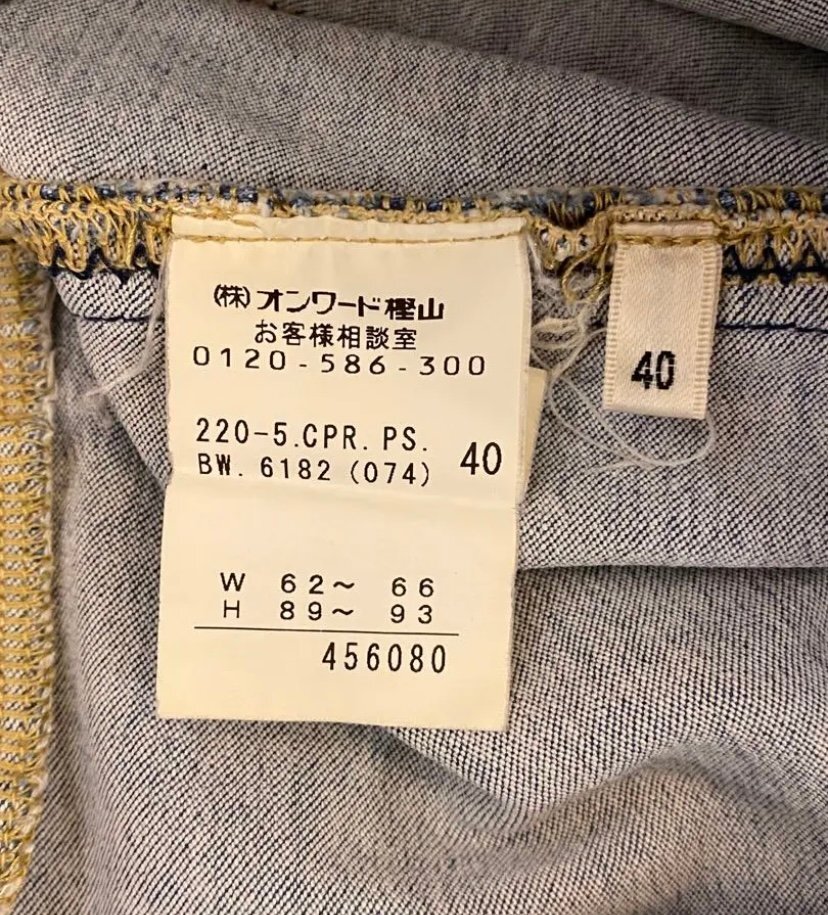 (株)オンワード樫山
お客様相談室
0120-586-300
220-5.CPR.PS.
BW.6182(074)
40
W 62~ 66
H 89~ 93
456080
40